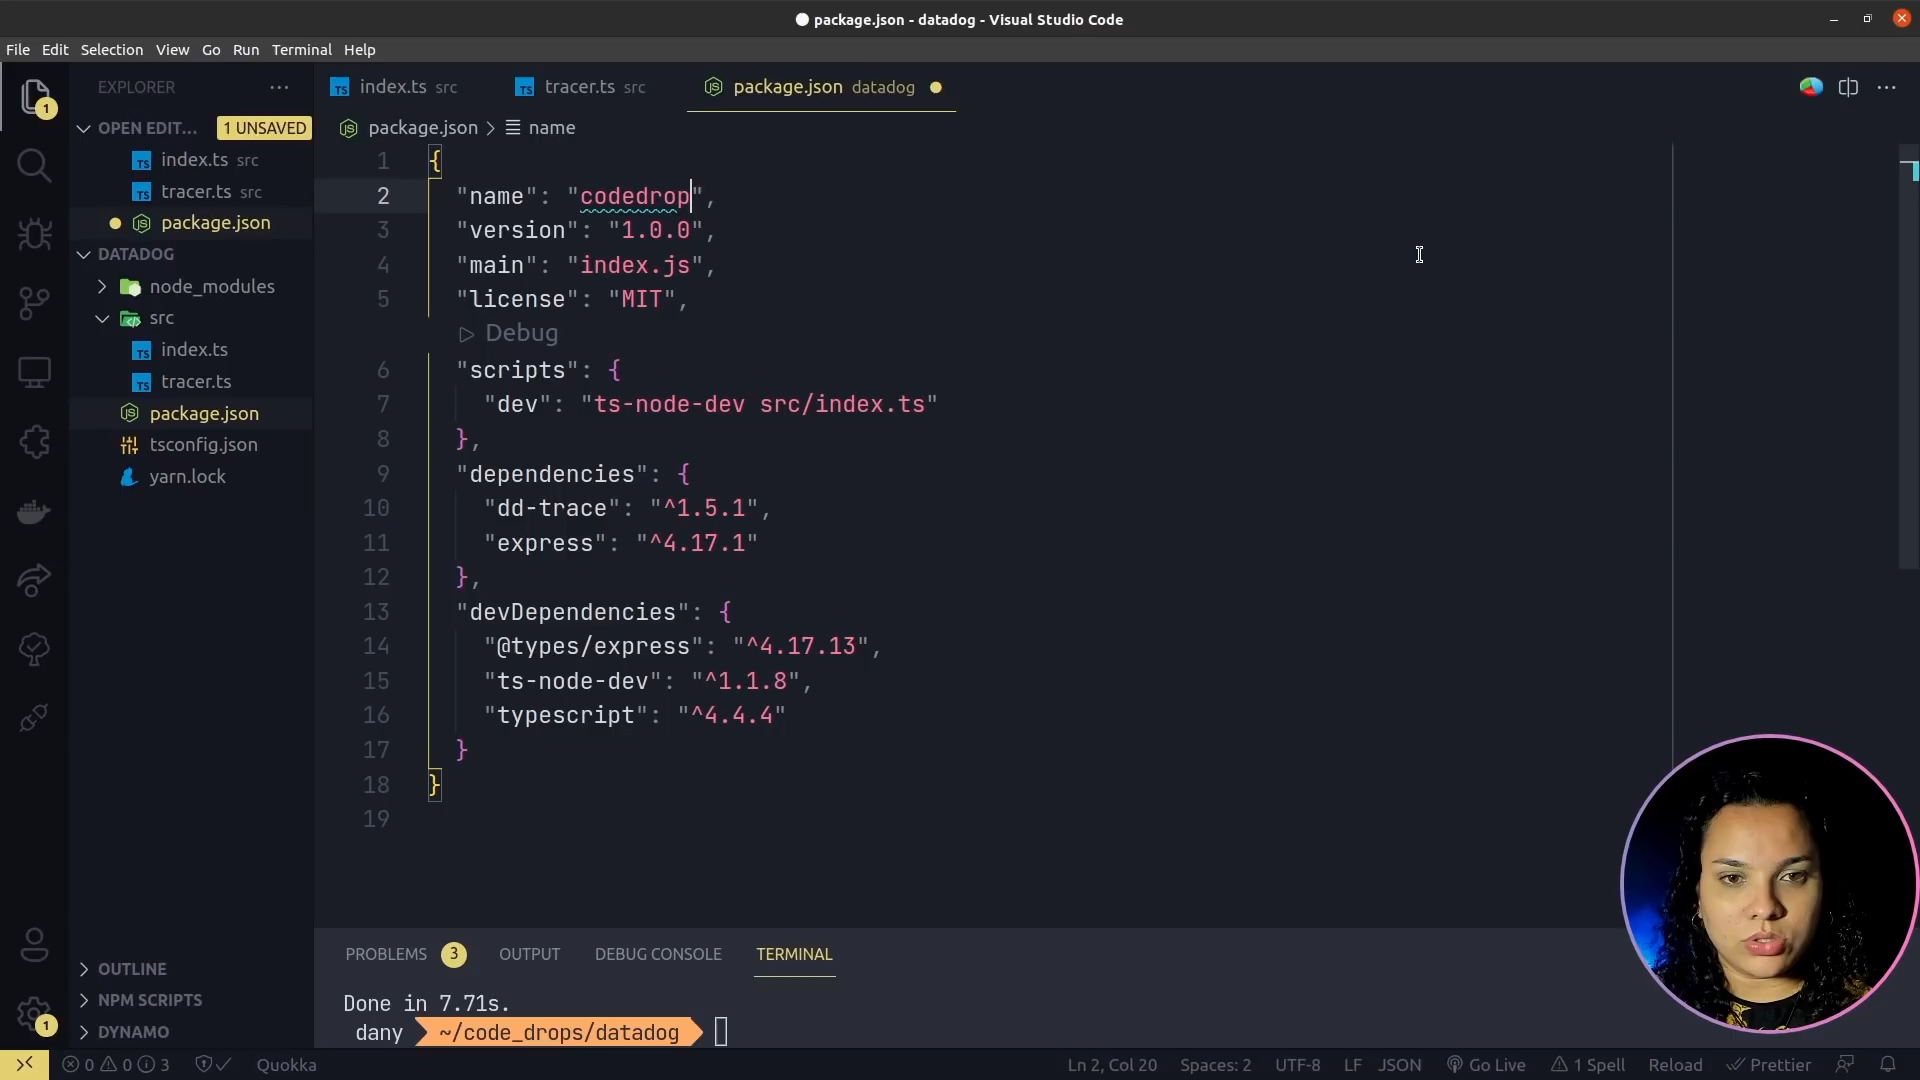 package.json - datadog - Visual Studio Code
File Edit Selection View Go Run Terminal Help
EXPLORER
OPEN EDIT... 1 UNSAVED
index.ts src
tracer.ts src
package.json
DATADOG
node_modules
src
index.ts
tracer.ts
package.json
tsconfig.json
yarn.lock
OUTLINE
NPM SCRIPTS
DYNAMO
1
1
index.ts src tracer.ts src package.json datadog
package.json > name
1 {
2 "name": "codedrop",
3 "version": "1.0.0",
4 "main": "index.js",
5 "license": "MIT",
Debug
6 "scripts": {
7 "dev": "ts-node-dev src/index.ts"
8 },
9 "dependencies": {
10 "dd-trace": "^1.5.1",
11 "express": "^4.17.1"
12 },
13 "devDependencies": {
14 "@types/express": "^4.17.13",
15 "ts-node-dev": "^1.1.8",
16 "typescript": "^4.4.4"
17 }
18 }
19
PROBLEMS 3 OUTPUT DEBUG CONSOLE TERMINAL
Done in 7.71s.
dany ~/code_drops/datadog
0 0 3 Quokka Ln 2, Col 20 Spaces: 2 UTF-8 LF JSON Go Live 1 Spell Reload Prettier